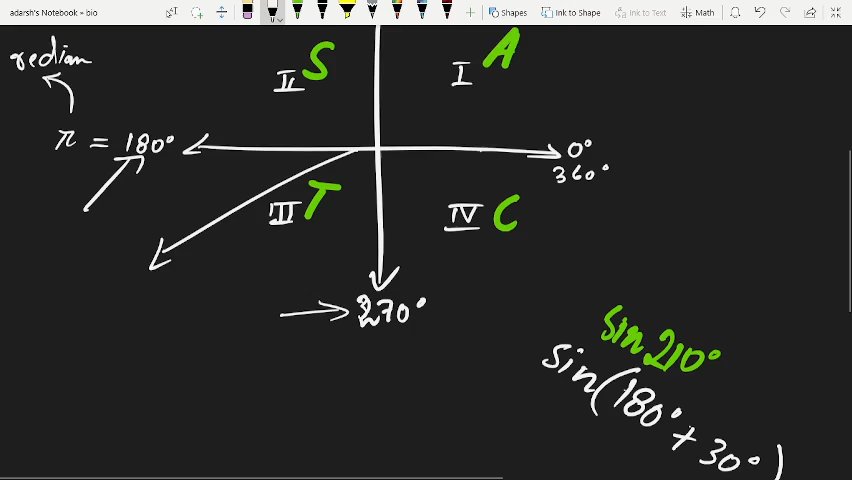 adarsh's Notebook » bio
Shapes
Ink to Shape
Ink to Text
Math
redian
II S
I A
π = 180°
0°
360°
III T
IV C
270°
sin 210°
sin(180° + 30°)